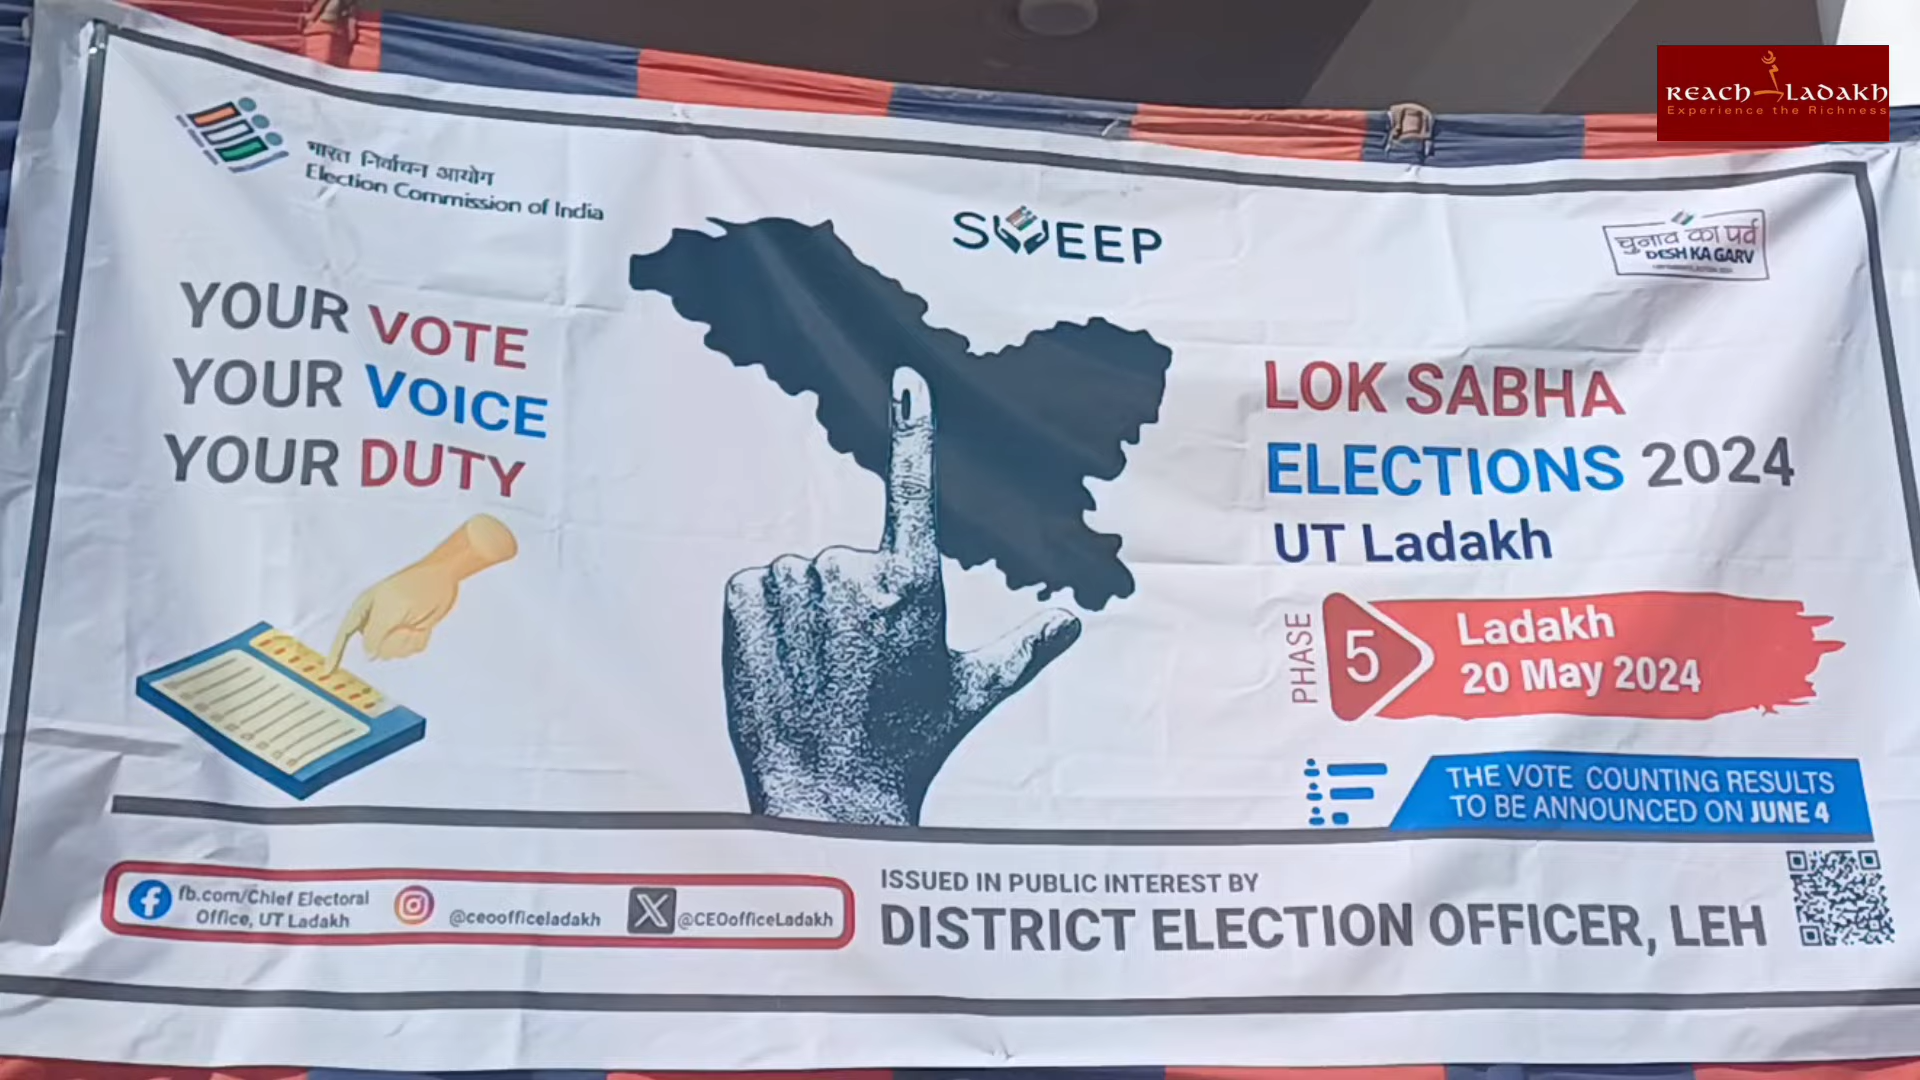 REACH LADAKH
Experience the Richness
भारत निर्वाचन आयोग
Election Commission of India
SWEEP
चुनाव का पर्व
DESH KA GARV
YOUR VOTE
YOUR VOICE
YOUR DUTY
LOK SABHA
ELECTIONS 2024
UT Ladakh
PHASE
5
Ladakh
20 May 2024
THE VOTE COUNTING RESULTS
TO BE ANNOUNCED ON JUNE 4
fb.com/Chief Electoral
Office, UT Ladakh
@ceoofficeladakh
@CEOofficeLadakh
ISSUED IN PUBLIC INTEREST BY
DISTRICT ELECTION OFFICER, LEH